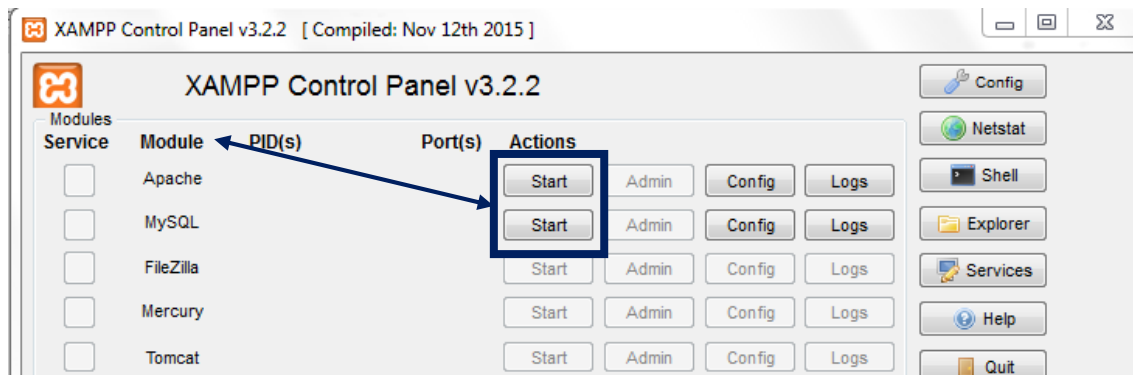 XAMPP Control Panel v3.2.2 [ Compiled: Nov 12th 2015 ]
XAMPP Control Panel v3.2.2
Config
Modules
Netstat
Service Module PID(s) Port(s) Actions
Apache Start Admin Config Logs
Shell
MySQL Start Admin Config Logs
Explorer
FileZilla Start Admin Config Logs
Services
Mercury Start Admin Config Logs
Help
Tomcat Start Admin Config Logs
Quit